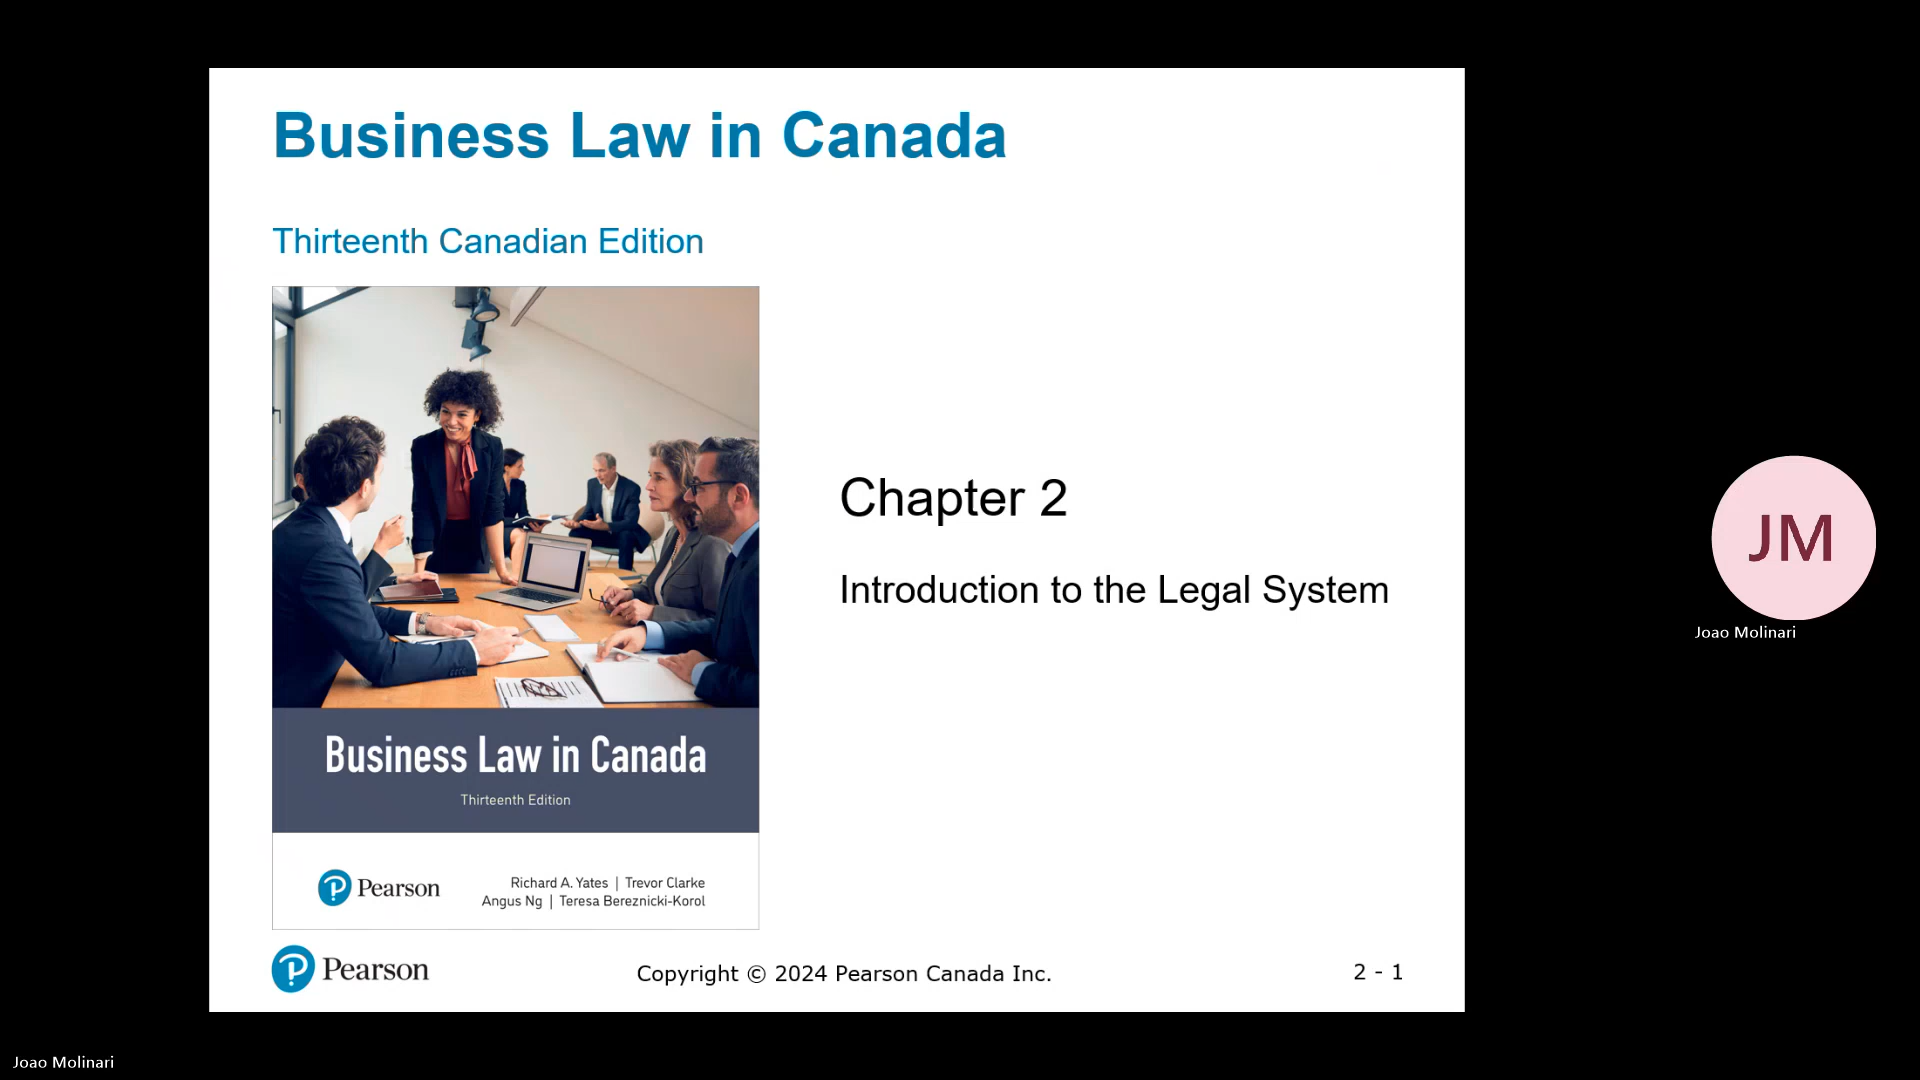 Business Law in Canada
Thirteenth Canadian Edition
Chapter 2
Introduction to the Legal System
Business Law in Canada
Thirteenth Edition
Pearson
Richard A. Yates | Trevor Clarke
Angus Ng | Teresa Bereznicki-Korol
Pearson
Copyright © 2024 Pearson Canada Inc.
2 - 1
JM
Joao Molinari
Joao Molinari